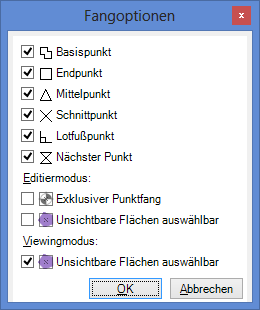 Fangoptionen
x
Basispunkt
Endpunkt
Mittelpunkt
Schnittpunkt
Lotfußpunkt
Nächster Punkt
Editiermodus:
Exklusiver Punktfang
Unsichtbare Flächen auswählbar
Viewingmodus:
Unsichtbare Flächen auswählbar
OK Abbrechen